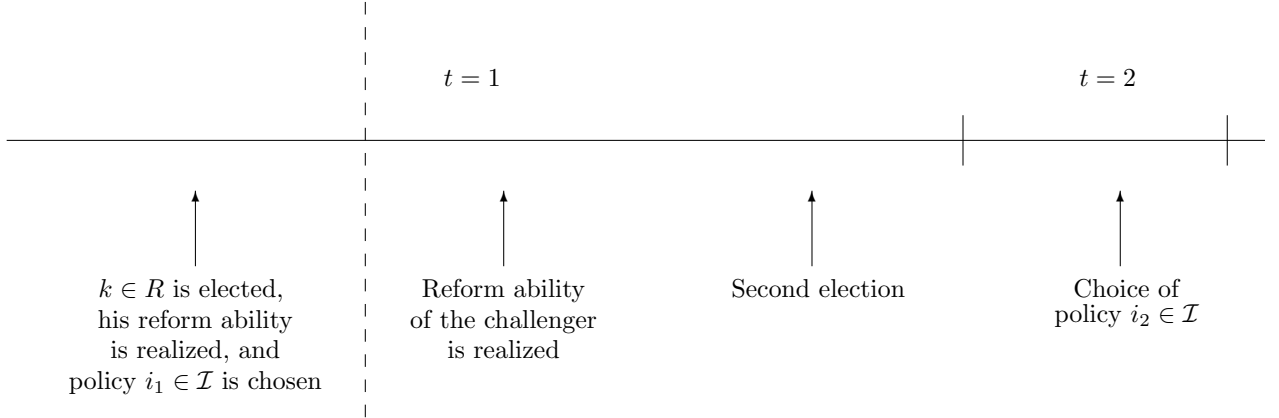 t = 1
t = 2
k ∈ R is elected,
his reform ability
is realized, and
policy i₁ ∈ ℐ is chosen
Reform ability
of the challenger
is realized
Second election
Choice of
policy i₂ ∈ ℐ